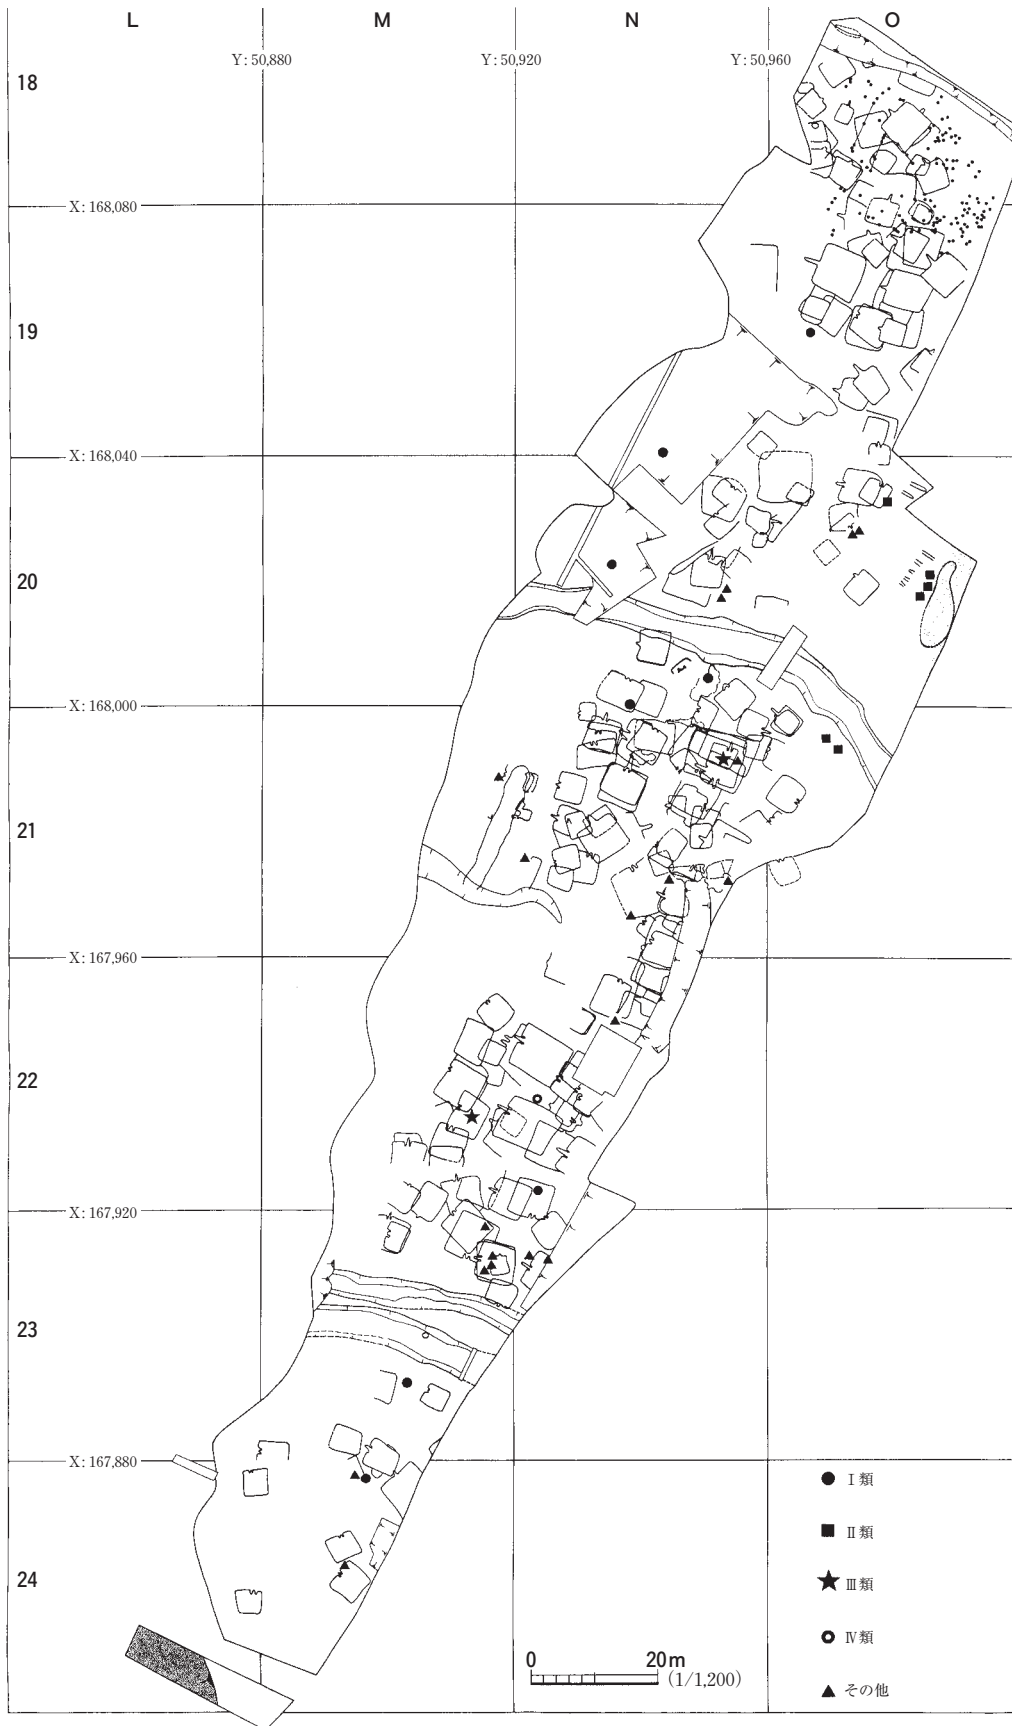 L M N O
Y: 50,880 Y: 50,920 Y: 50,960
18
X: 168,080
19
X: 168,040
20
X: 168,000
21
X: 167,960
22
X: 167,920
23
X: 167,880
24
● Ⅰ類
■ Ⅱ類
★ Ⅲ類
Ⅳ類
▲ その他
0 20m
(1/1,200)